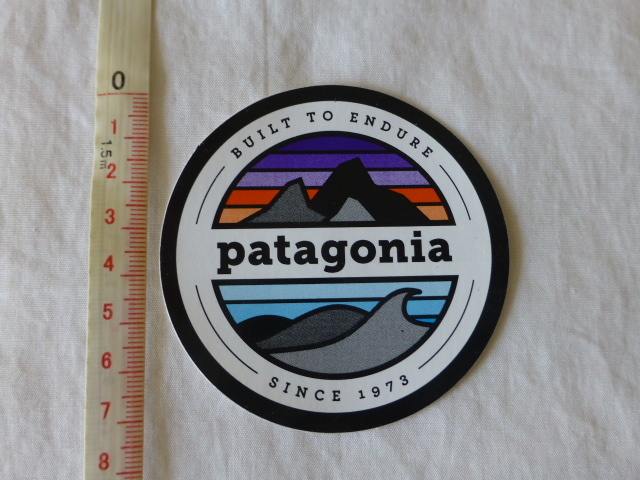 BUILT TO ENDURE
patagonia
SINCE 1973
0
1
1.5m
2
3
4
5
6
7
8